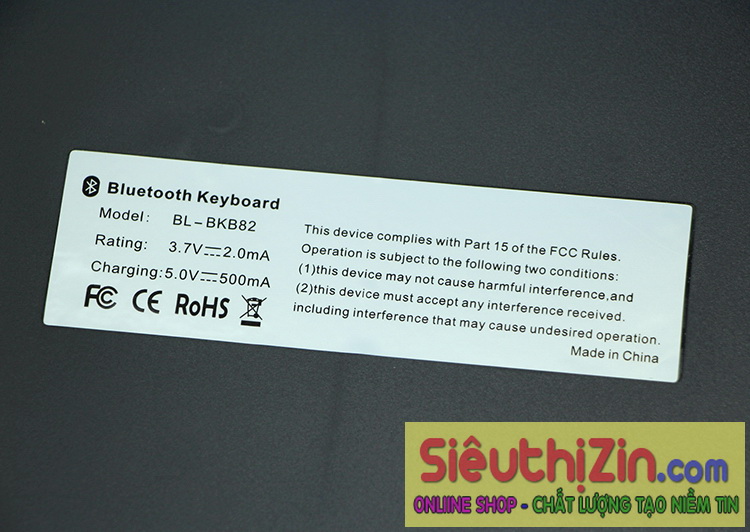 Bluetooth Keyboard
Model: BL-BKB82
Rating: 3.7V⎓2.0mA
Charging:5.0V⎓500mA
FC CE RoHS
This device complies with Part 15 of the FCC Rules.
Operation is subject to the following two conditions:
(1)this device may not cause harmful interference,and
(2)this device must accept any interference received.
including interference that may cause undesired operation.
Made in China
SiêuthịZin.com
ONLINE SHOP - CHẤT LƯỢNG TẠO NIỀM TIN